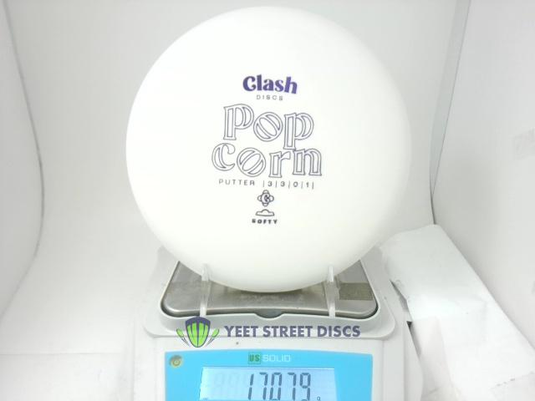 Clash
DISCS
Pop
corn
PUTTER |3|3|0|1|
SOFTY
YEET STREET DISCS
US SOLID
170.79 g